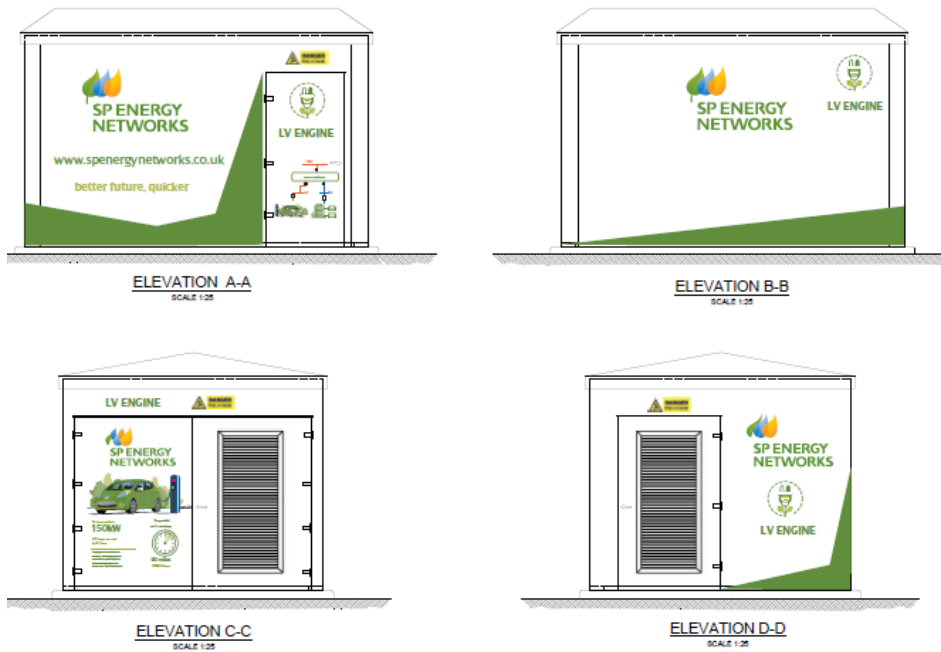 DANGER
SP ENERGY
NETWORKS
www.spenergynetworks.co.uk
better future, quicker
LV ENGINE
ELEVATION A-A
SCALE 1:25
SP ENERGY
NETWORKS
LV ENGINE
ELEVATION B-B
SCALE 1:25
LV ENGINE
DANGER
SP ENERGY
NETWORKS
150kW
ELEVATION C-C
SCALE 1:25
DANGER
SP ENERGY
NETWORKS
LV ENGINE
ELEVATION D-D
SCALE 1:25